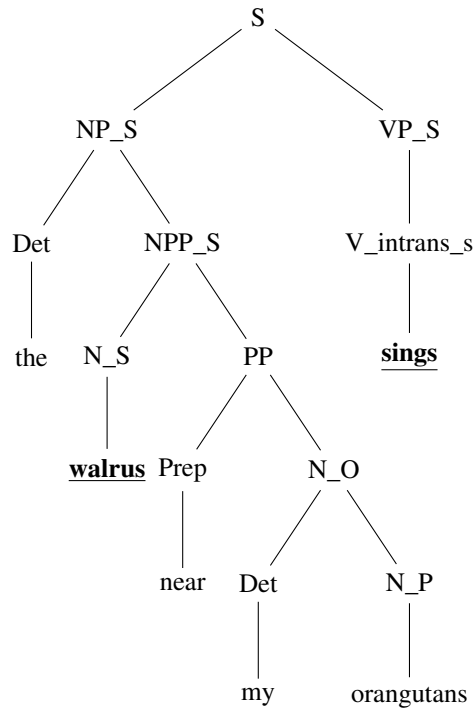 S
NP_S VP_S
Det NPP_S V_intrans_s
the N_S PP sings
walrus Prep N_O
near Det N_P
my orangutans